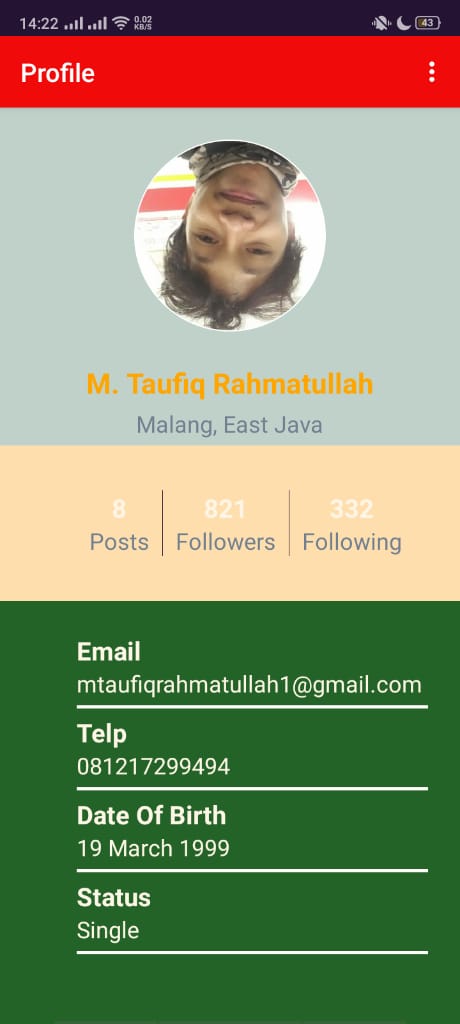 14:22 0.02 KB/S 43
Profile
M. Taufiq Rahmatullah
Malang, East Java
8 821 332
Posts Followers Following
Email
mtaufiqrahmatullah1@gmail.com
Telp
081217299494
Date Of Birth
19 March 1999
Status
Single